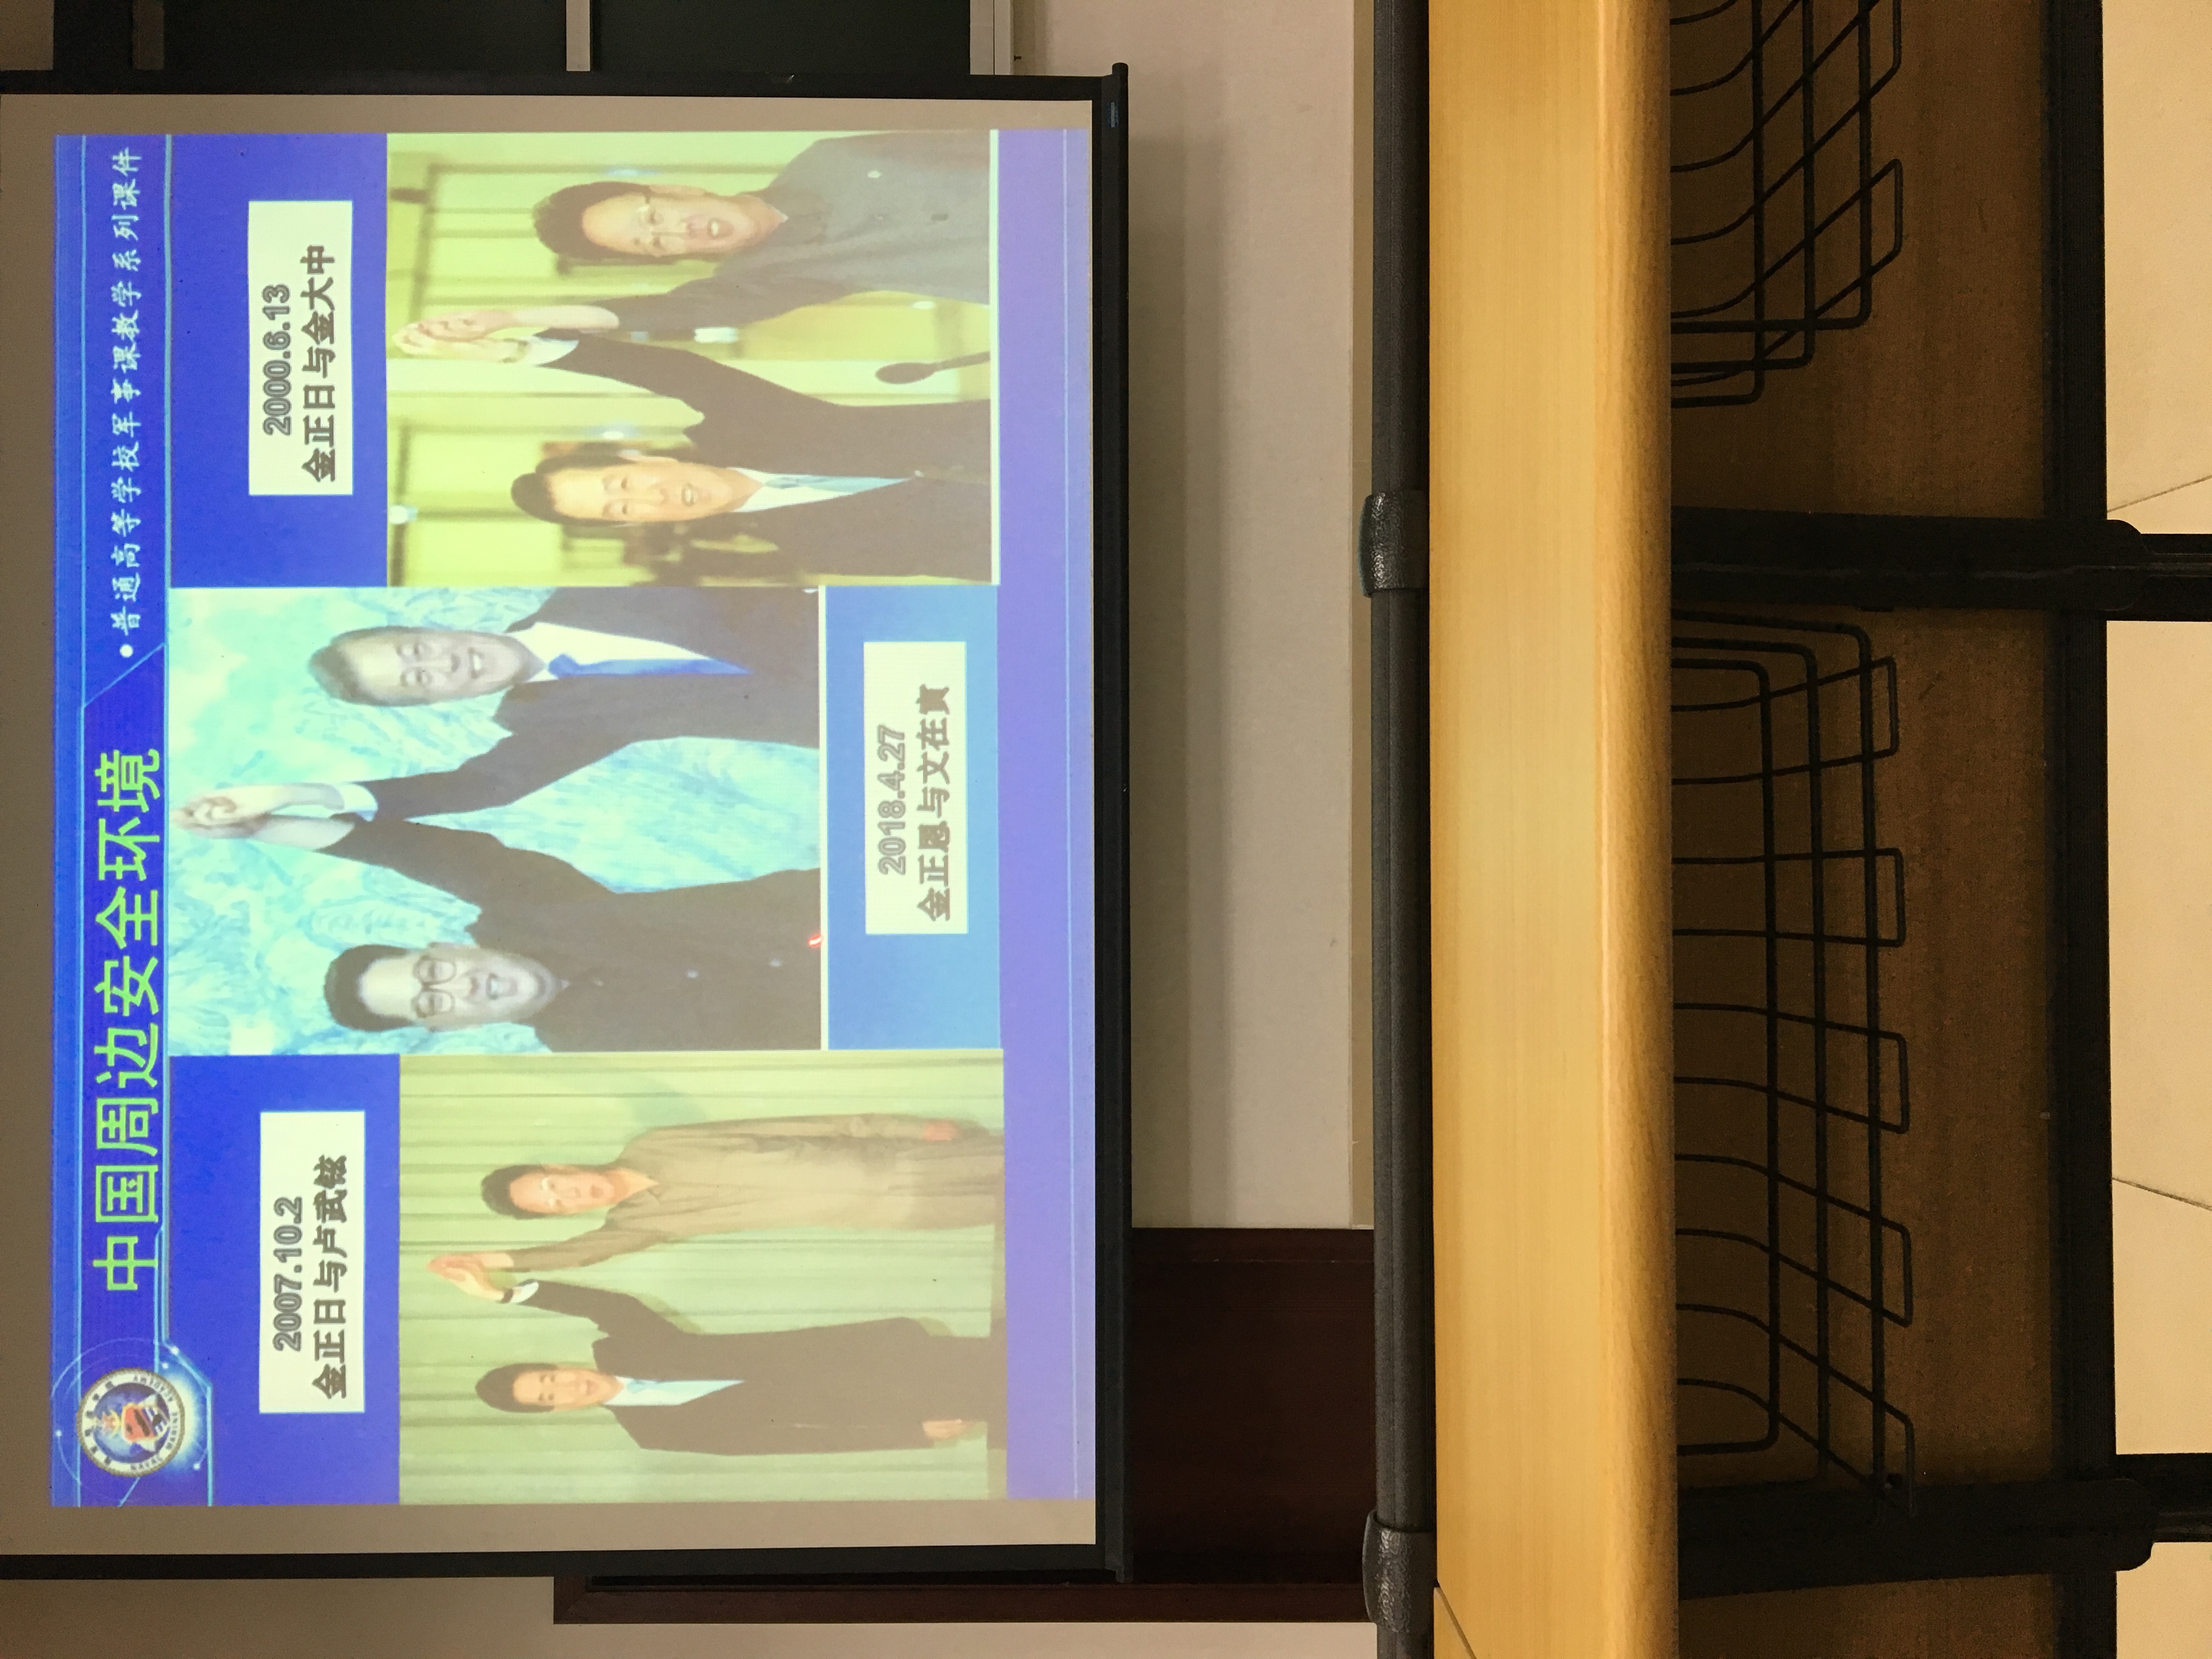 中国周边安全环境
•普通高等学校军事课教学系列课件
2007.10.2
金正日与卢武铉
2000.6.13
金正日与金大中
2018.4.27
金正恩与文在寅
MARINE ACADEMY